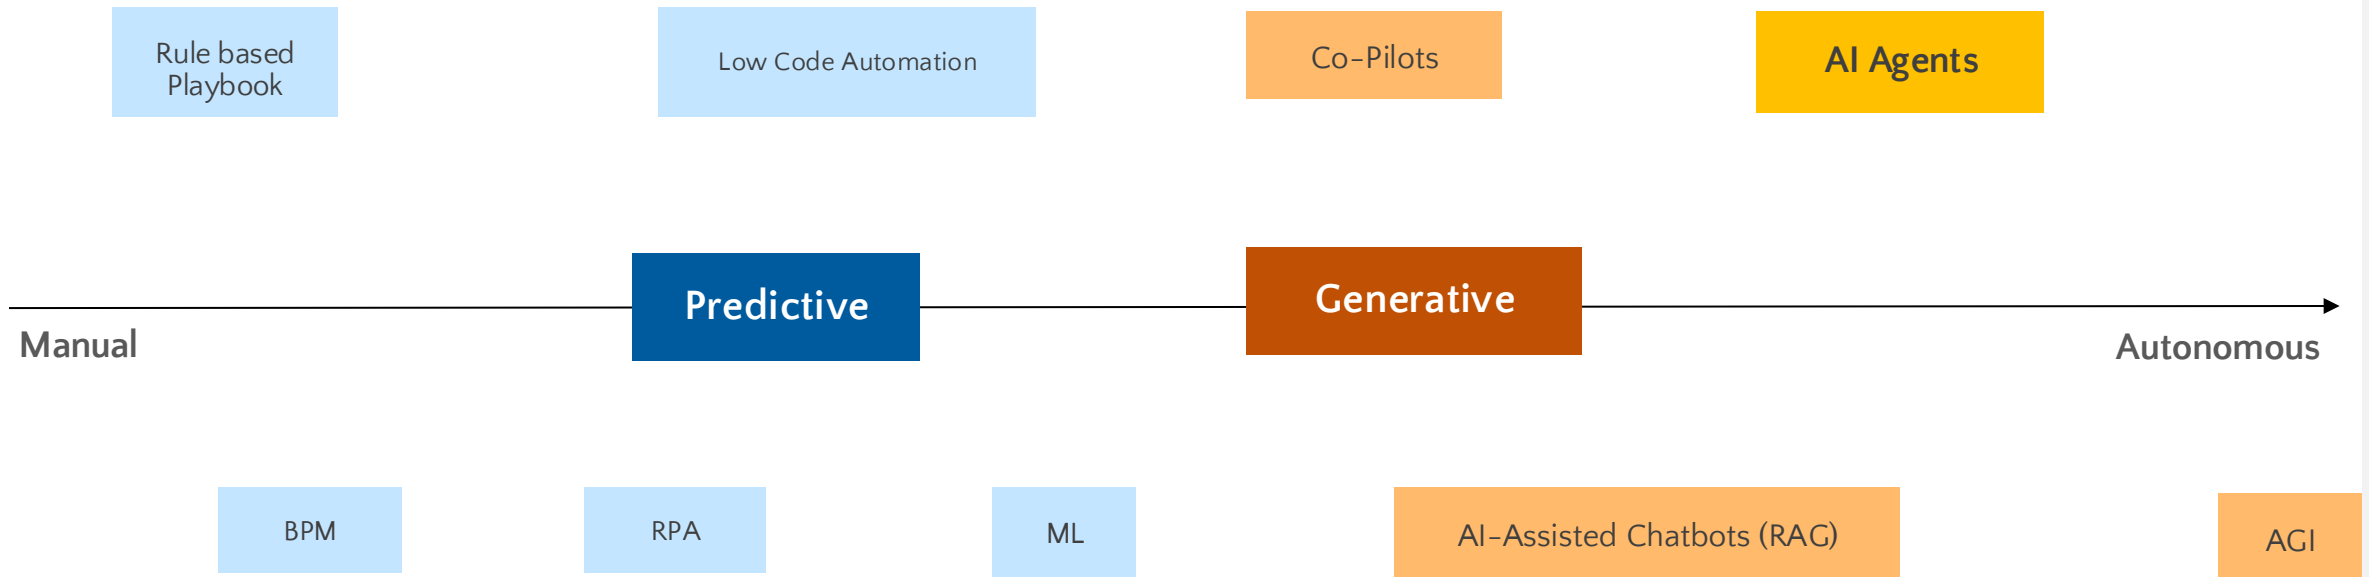 Rule based
Playbook
Low Code Automation
Co-Pilots
AI Agents
Predictive
Generative
Manual
Autonomous
BPM
RPA
ML
AI-Assisted Chatbots (RAG)
AGI